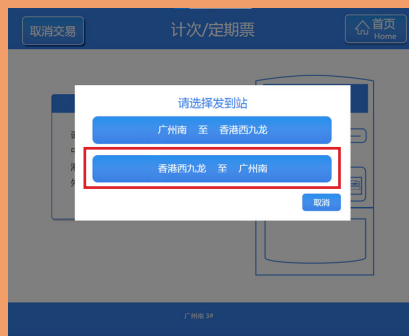 取消交易
计次/定期票
首页
Home
请选择发到站
广州南 至 香港西九龙
香港西九龙 至 广州南
取消
广州南 3#